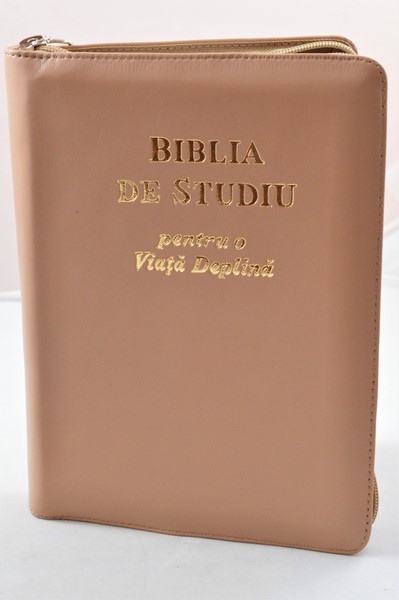 BIBLIA
DE STUDIU
pentru o
Viață Deplină